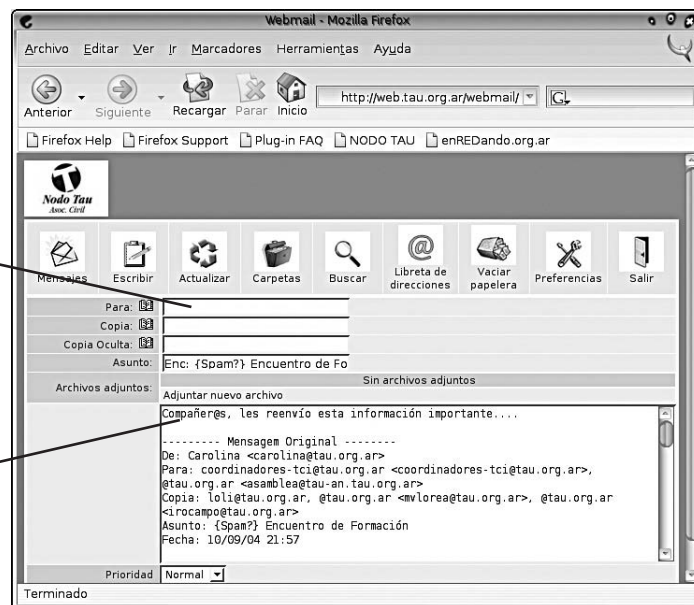 Webmail - Mozilla Firefox
Archivo Editar Ver Ir Marcadores Herramientas Ayuda
Anterior Siguiente Recargar Parar Inicio http://web.tau.org.ar/webmail/ G
Firefox Help Firefox Support Plug-in FAQ NODO TAU enREDando.org.ar
Nodo Tau
Asoc. Civil
Mensajes Escribir Actualizar Carpetas Buscar Libreta de direcciones Vaciar papelera Preferencias Salir
Para:
Copia:
Copia Oculta:
Asunto: Enc: {Spam?} Encuentro de Fo
Archivos adjuntos: Sin archivos adjuntos
Adjuntar nuevo archivo
Compañer@s, les reenvío esta información importante....
--------- Mensagem Original --------
De: Carolina <carolina@tau.org.ar>
Para: coordinadores-tci@tau.org.ar <coordinadores-tci@tau.org.ar>,
@tau.org.ar <asamblea@tau-an.tau.org.ar>
Copia: loli@tau.org.ar, @tau.org.ar <mvlorea@tau.org.ar>, @tau.org.ar
<irocampo@tau.org.ar>
Asunto: {Spam?} Encuentro de Formación
Fecha: 10/09/04 21:57
Prioridad Normal
Terminado